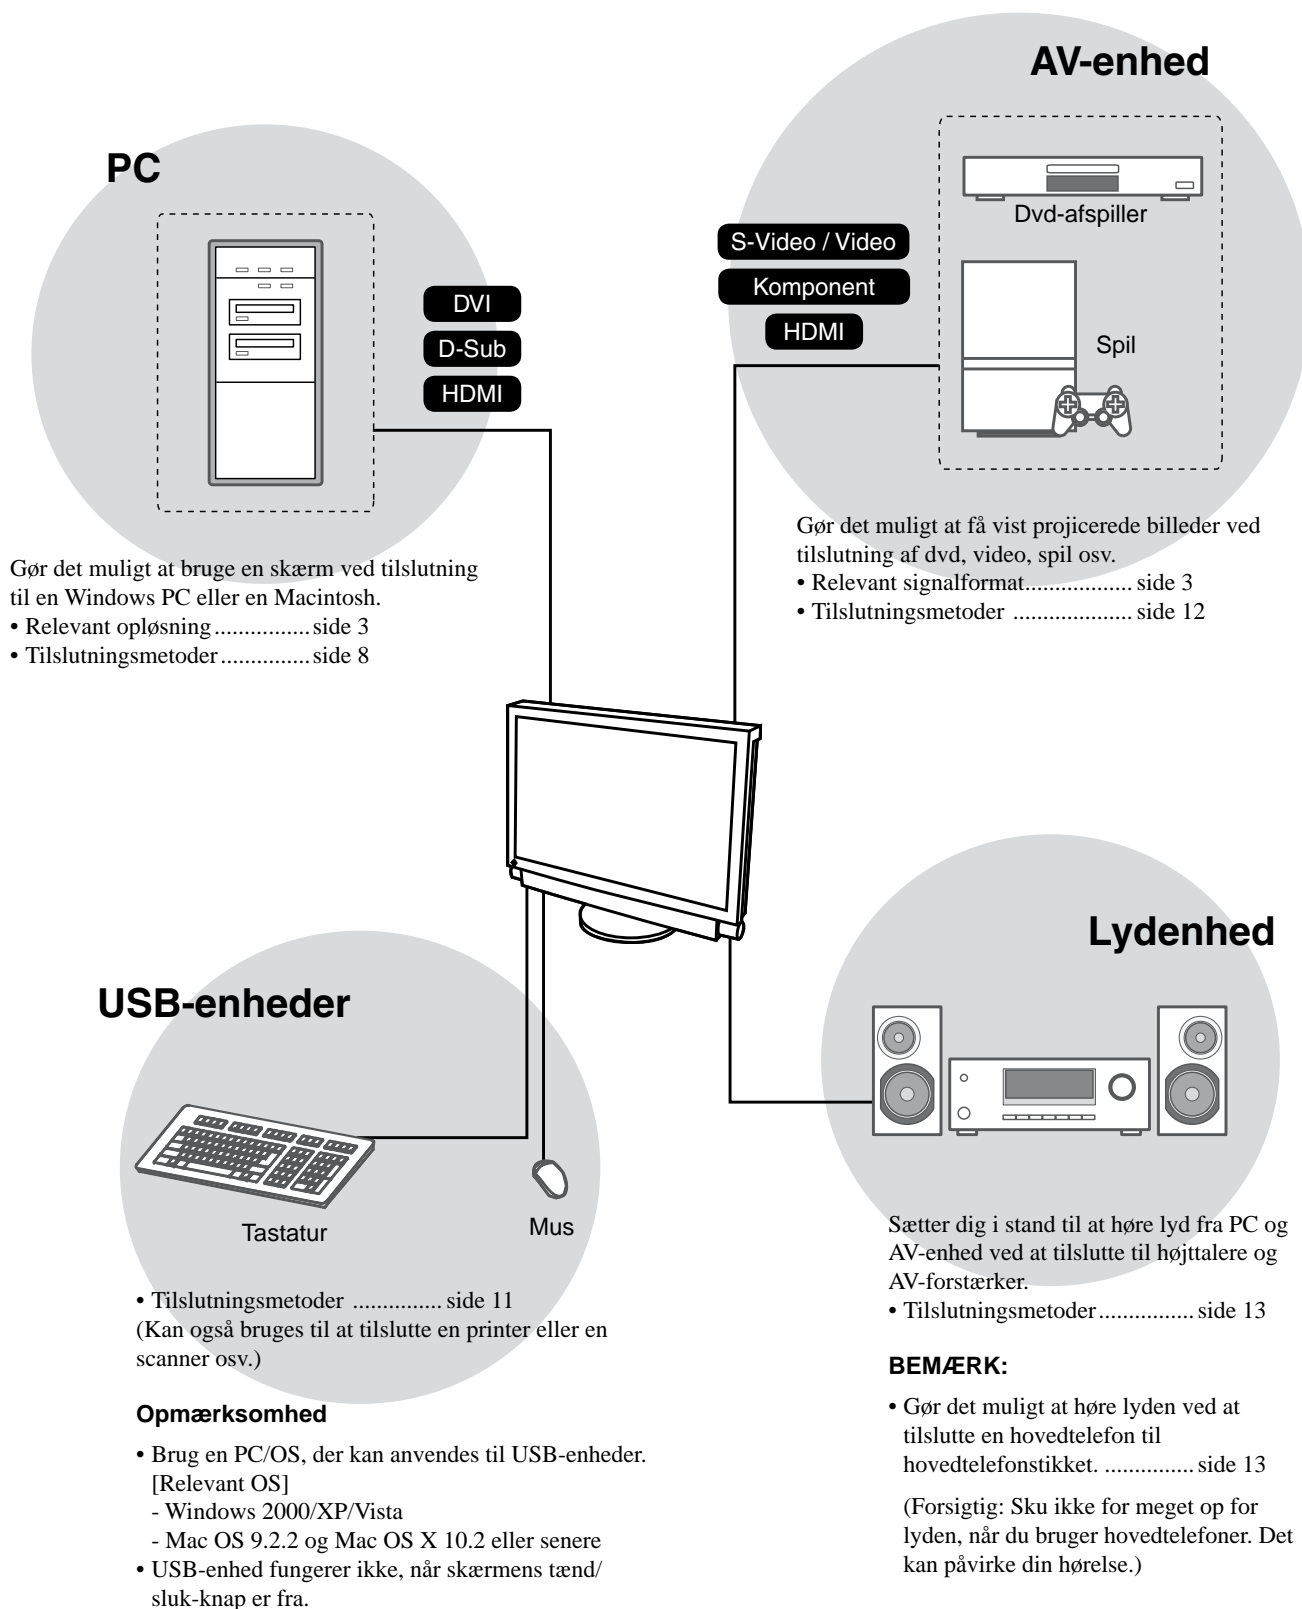 PC
DVI
D-Sub
HDMI
Gør det muligt at bruge en skærm ved tilslutning
til en Windows PC eller en Macintosh.
• Relevant opløsning................side 3
• Tilslutningsmetoder...............side 8
AV-enhed
Dvd-afspiller
Spil
S-Video / Video
Komponent
HDMI
Gør det muligt at få vist projicerede billeder ved
tilslutning af dvd, video, spil osv.
• Relevant signalformat.................. side 3
• Tilslutningsmetoder .................... side 12
USB-enheder
Tastatur
Mus
• Tilslutningsmetoder ............... side 11
(Kan også bruges til at tilslutte en printer eller en
scanner osv.)
Opmærksomhed
• Brug en PC/OS, der kan anvendes til USB-enheder.
[Relevant OS]
- Windows 2000/XP/Vista
- Mac OS 9.2.2 og Mac OS X 10.2 eller senere
• USB-enhed fungerer ikke, når skærmens tænd/
sluk-knap er fra.
Lydenhed
Sætter dig i stand til at høre lyd fra PC og
AV-enhed ved at tilslutte til højttalere og
AV-forstærker.
• Tilslutningsmetoder................ side 13
BEMÆRK:
• Gør det muligt at høre lyden ved at
tilslutte en hovedtelefon til
hovedtelefonstikket. ............... side 13
(Forsigtig: Sku ikke for meget op for
lyden, når du bruger hovedtelefoner. Det
kan påvirke din hørelse.)